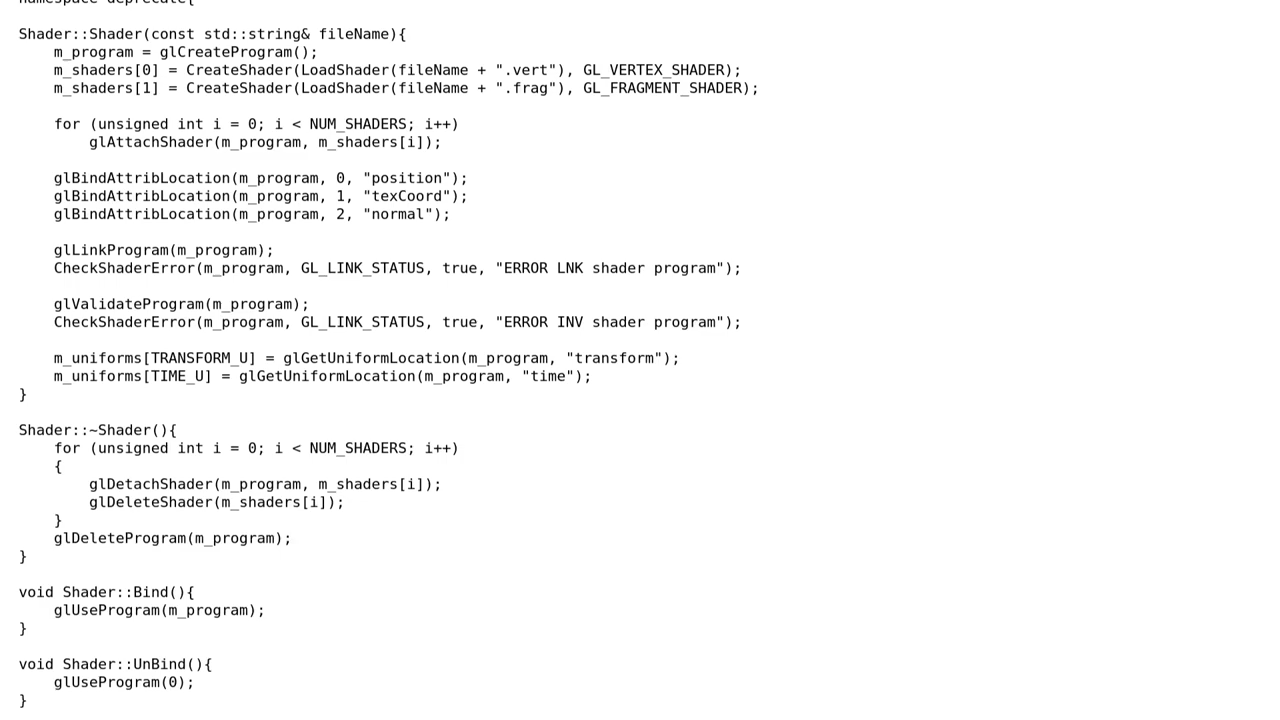 namespace deprecate{
Shader::Shader(const std::string& fileName){
    m_program = glCreateProgram();
    m_shaders[0] = CreateShader(LoadShader(fileName + ".vert"), GL_VERTEX_SHADER);
    m_shaders[1] = CreateShader(LoadShader(fileName + ".frag"), GL_FRAGMENT_SHADER);
    for (unsigned int i = 0; i < NUM_SHADERS; i++)
        glAttachShader(m_program, m_shaders[i]);
    glBindAttribLocation(m_program, 0, "position");
    glBindAttribLocation(m_program, 1, "texCoord");
    glBindAttribLocation(m_program, 2, "normal");
    glLinkProgram(m_program);
    CheckShaderError(m_program, GL_LINK_STATUS, true, "ERROR LNK shader program");
    glValidateProgram(m_program);
    CheckShaderError(m_program, GL_LINK_STATUS, true, "ERROR INV shader program");
    m_uniforms[TRANSFORM_U] = glGetUniformLocation(m_program, "transform");
    m_uniforms[TIME_U] = glGetUniformLocation(m_program, "time");
}
Shader::~Shader(){
    for (unsigned int i = 0; i < NUM_SHADERS; i++)
    {
        glDetachShader(m_program, m_shaders[i]);
        glDeleteShader(m_shaders[i]);
    }
    glDeleteProgram(m_program);
}
void Shader::Bind(){
    glUseProgram(m_program);
}
void Shader::UnBind(){
    glUseProgram(0);
}